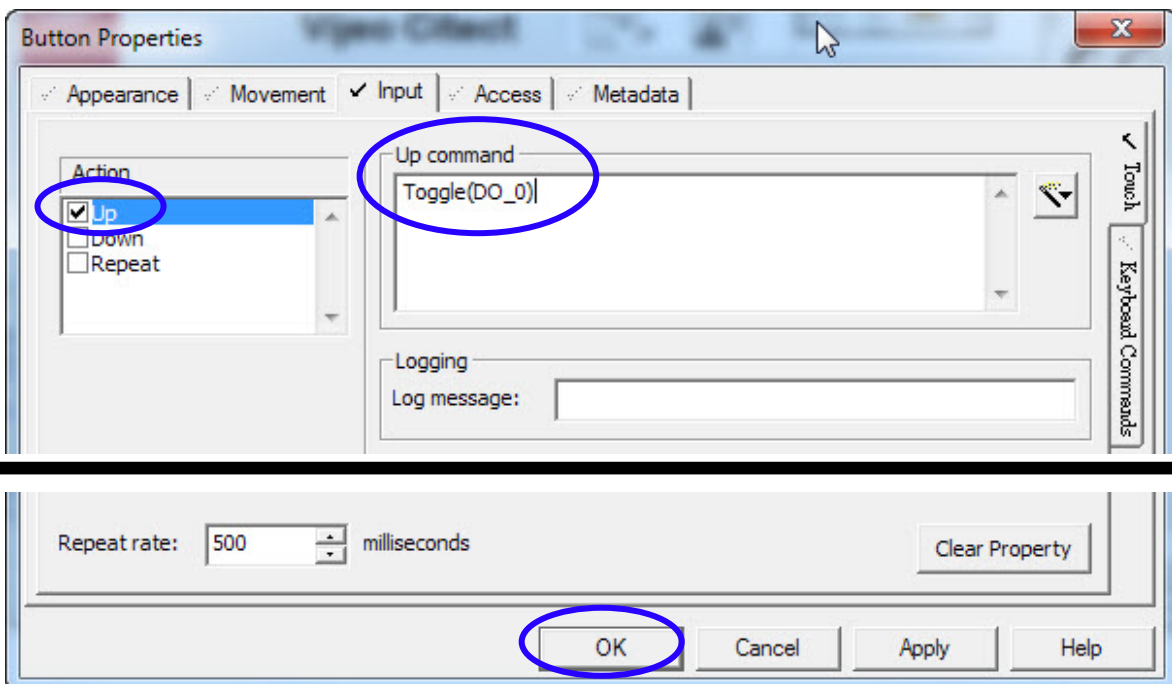 Button Properties
Vijeo Citect
Appearance Movement Input Access Metadata
Action
Up
Down
Repeat
Up command
Toggle(DO_0)
Logging
Log message:
Touch
Keyboard Commands
Repeat rate: 500 milliseconds
Clear Property
OK Cancel Apply Help